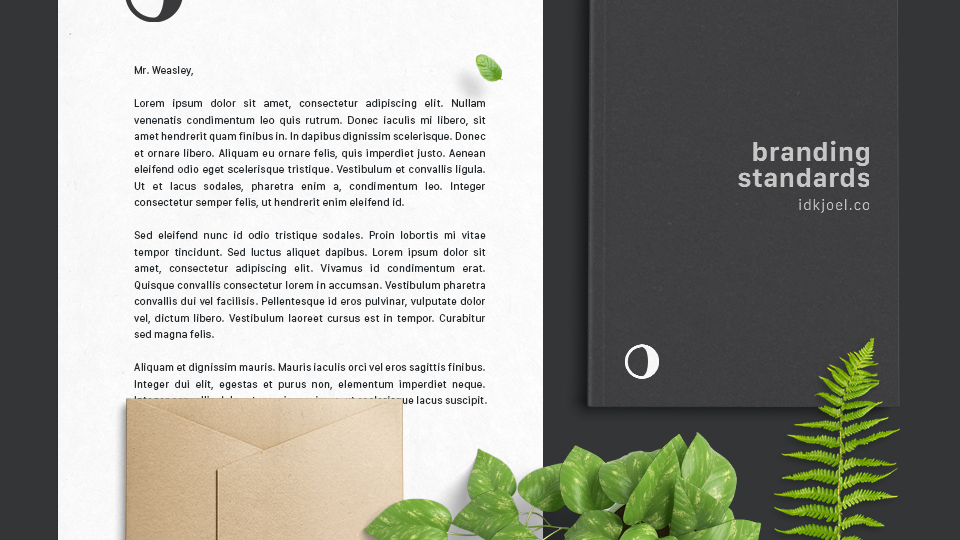 Mr. Weasley,
Lorem ipsum dolor sit amet, consectetur adipiscing elit. Nullam
venenatis condimentum leo quis rutrum. Donec iaculis mi libero, sit
amet hendrerit quam finibus in. In dapibus dignissim scelerisque. Donec
et ornare libero. Aliquam eu ornare felis, quis imperdiet justo. Aenean
eleifend odio eget scelerisque tristique. Vestibulum et convallis ligula.
Ut et lacus sodales, pharetra enim a, condimentum leo. Integer
consectetur semper felis, ut hendrerit enim eleifend id.
Sed eleifend nunc id odio tristique sodales. Proin lobortis mi vitae
tempor tincidunt. Sed luctus aliquet dapibus. Lorem ipsum dolor sit
amet, consectetur adipiscing elit. Vivamus id condimentum erat.
Quisque convallis consectetur lorem in accumsan. Vestibulum pharetra
convallis dui vel facilisis. Pellentesque id eros pulvinar, vulputate dolor
vel, dictum libero. Vestibulum laoreet cursus est in tempor. Curabitur
sed magna felis.
Aliquam et dignissim mauris. Mauris iaculis orci vel eros sagittis finibus.
Integer dui elit, egestas et purus non, elementum imperdiet neque.
lacus suscipit.
branding
standards
idkjoel.co